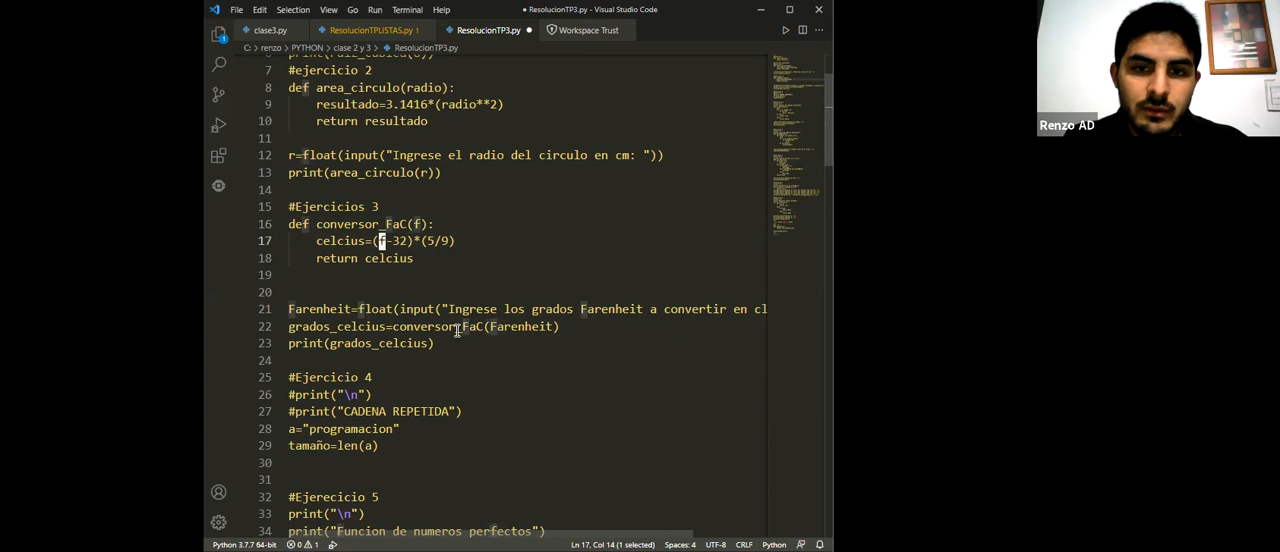 File Edit Selection View Go Run Terminal Help
● ResolucionTP3.py - Visual Studio Code
clase3.py ResolucionTPLISTAS.py 1 ResolucionTP3.py ● Workspace Trust
C: > renzo > PYTHON > clase 2 y 3 > ResolucionTP3.py
7 #ejercicio 2
8 def area_circulo(radio):
9 resultado=3.1416*(radio**2)
10 return resultado
11
12 r=float(input("Ingrese el radio del circulo en cm: "))
13 print(area_circulo(r))
14
15 #Ejercicios 3
16 def conversor_FaC(f):
17 celcius=(f-32)*(5/9)
18 return celcius
19
20
21 Farenheit=float(input("Ingrese los grados Farenheit a convertir en cl
22 grados_celcius=conversor_FaC(Farenheit)
23 print(grados_celcius)
24
25 #Ejercicio 4
26 #print("\n")
27 #print("CADENA REPETIDA")
28 a="programacion"
29 tamaño=len(a)
30
31
32 #Ejerecicio 5
33 print("\n")
34 print("Funcion de numeros perfectos")
Python 3.7.7 64-bit 0 1 Ln 17, Col 14 (1 selected) Spaces: 4 UTF-8 CRLF Python
Renzo AD